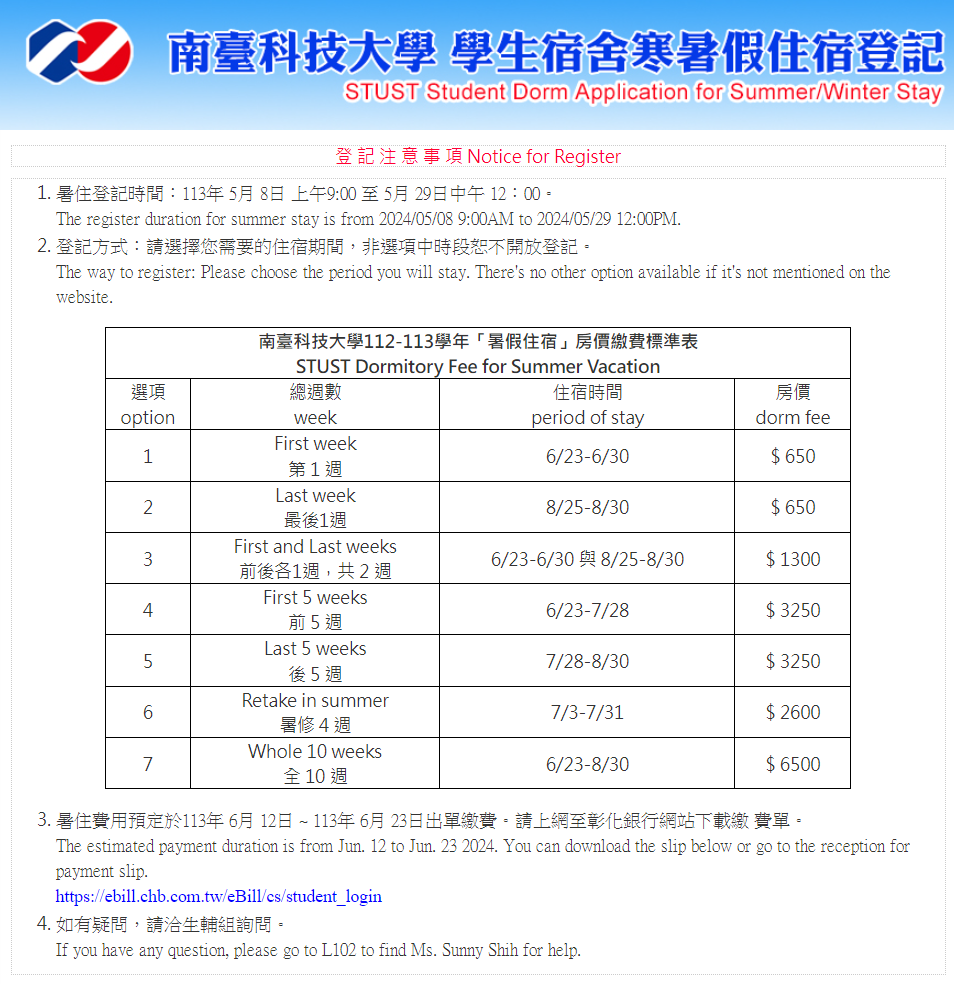 南臺科技大學 學生宿舍寒暑假住宿登記
STUST Student Dorm Application for Summer/Winter Stay
登 記 注 意 事 項 Notice for Register
1. 暑住登記時間：113年 5月 8日 上午9:00 至 5月 29日中午 12：00。
The register duration for summer stay is from 2024/05/08 9:00AM to 2024/05/29 12:00PM.
2. 登記方式：請選擇您需要的住宿期間，非選項中時段恕不開放登記。
The way to register: Please choose the period you will stay. There's no other option available if it's not mentioned on the
website.
南臺科技大學112-113學年「暑假住宿」房價繳費標準表
STUST Dormitory Fee for Summer Vacation
選項 總週數 住宿時間 房價
option week period of stay dorm fee
1 First week 6/23-6/30 $ 650
第 1 週
2 Last week 8/25-8/30 $ 650
最後1週
3 First and Last weeks 6/23-6/30 與 8/25-8/30 $ 1300
前後各1週，共 2 週
4 First 5 weeks 6/23-7/28 $ 3250
前 5 週
5 Last 5 weeks 7/28-8/30 $ 3250
後 5 週
6 Retake in summer 7/3-7/31 $ 2600
暑修 4 週
7 Whole 10 weeks 6/23-8/30 $ 6500
全 10 週
3. 暑住費用預定於113年 6月 12日 ~ 113年 6月 23日出單繳費。請上網至彰化銀行網站下載繳 費單。
The estimated payment duration is from Jun. 12 to Jun. 23 2024. You can download the slip below or go to the reception for
payment slip.
https://ebill.chb.com.tw/eBill/cs/student_login
4. 如有疑問，請洽生輔組詢問。
If you have any question, please go to L102 to find Ms. Sunny Shih for help.